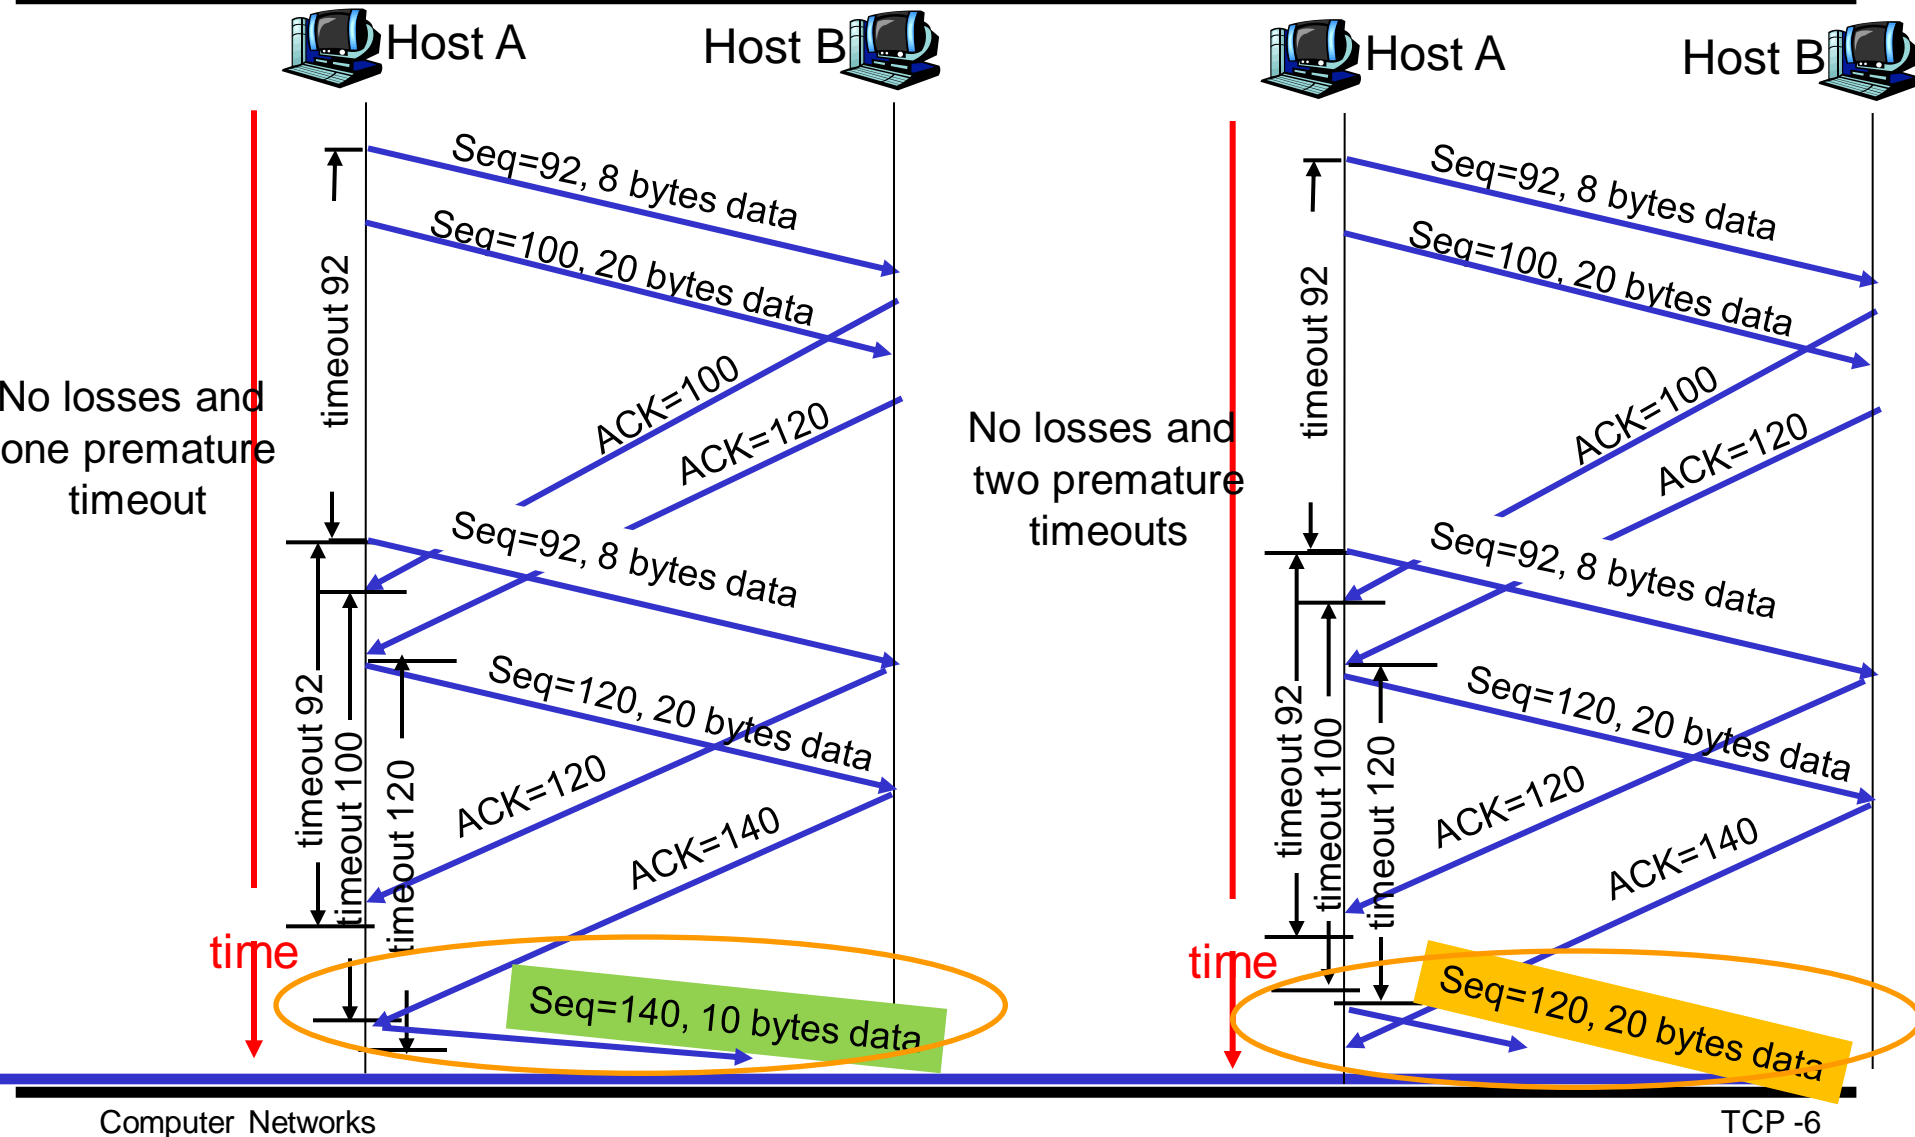 Host A
Host B
Seq=92, 8 bytes data
Seq=100, 20 bytes data
timeout 92
ACK=100
ACK=120
No losses and
one premature
timeout
Seq=92, 8 bytes data
Seq=120, 20 bytes data
timeout 92
timeout 100
timeout 120
ACK=120
ACK=140
time
Seq=140, 10 bytes data
Host A
Host B
Seq=92, 8 bytes data
Seq=100, 20 bytes data
timeout 92
ACK=100
ACK=120
No losses and
two premature
timeouts
Seq=92, 8 bytes data
Seq=120, 20 bytes data
timeout 92
timeout 100
timeout 120
ACK=120
ACK=140
time
Seq=120, 20 bytes data
Computer Networks
TCP -6